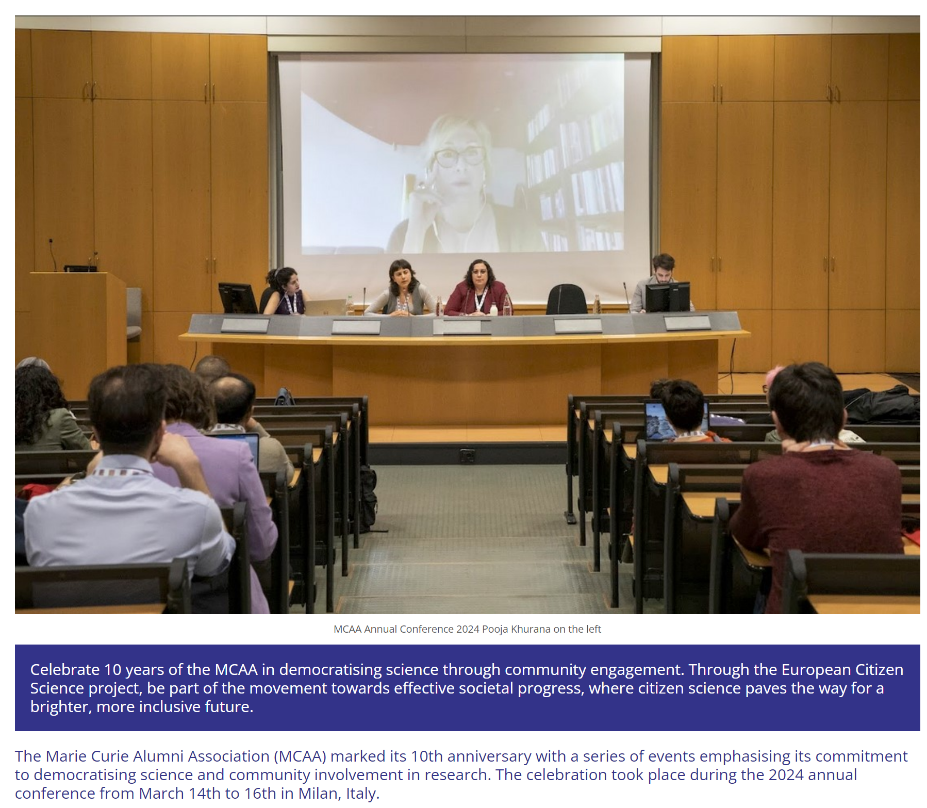 MCAA Annual Conference 2024 Pooja Khurana on the left
Celebrate 10 years of the MCAA in democratising science through community engagement. Through the European Citizen
Science project, be part of the movement towards effective societal progress, where citizen science paves the way for a
brighter, more inclusive future.
The Marie Curie Alumni Association (MCAA) marked its 10th anniversary with a series of events emphasising its commitment
to democratising science and community involvement in research. The celebration took place during the 2024 annual
conference from March 14th to 16th in Milan, Italy.